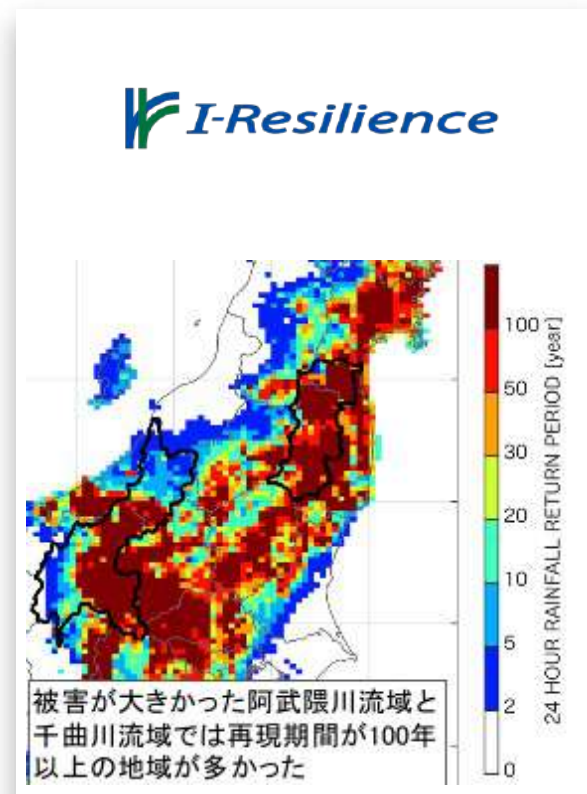 I-Resilience
100
50
30
20
10
5
2
0
24 HOUR RAINFALL RETURN PERIOD [year]
被害が大きかった阿武隈川流域と
千曲川流域では再現期間が100年
以上の地域が多かった